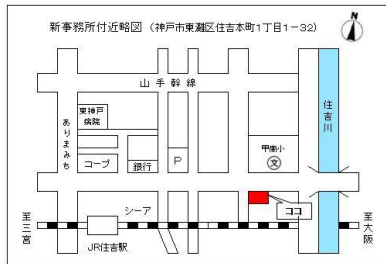 新事務所付近略図（神戸市東灘区住吉本町1丁目1－32）
N
山手幹線
住吉川
ありまみち
東神戸
病院
コープ
銀行
P
甲南小
文
ココ
シーア
至三宮
JR住吉駅
至大阪